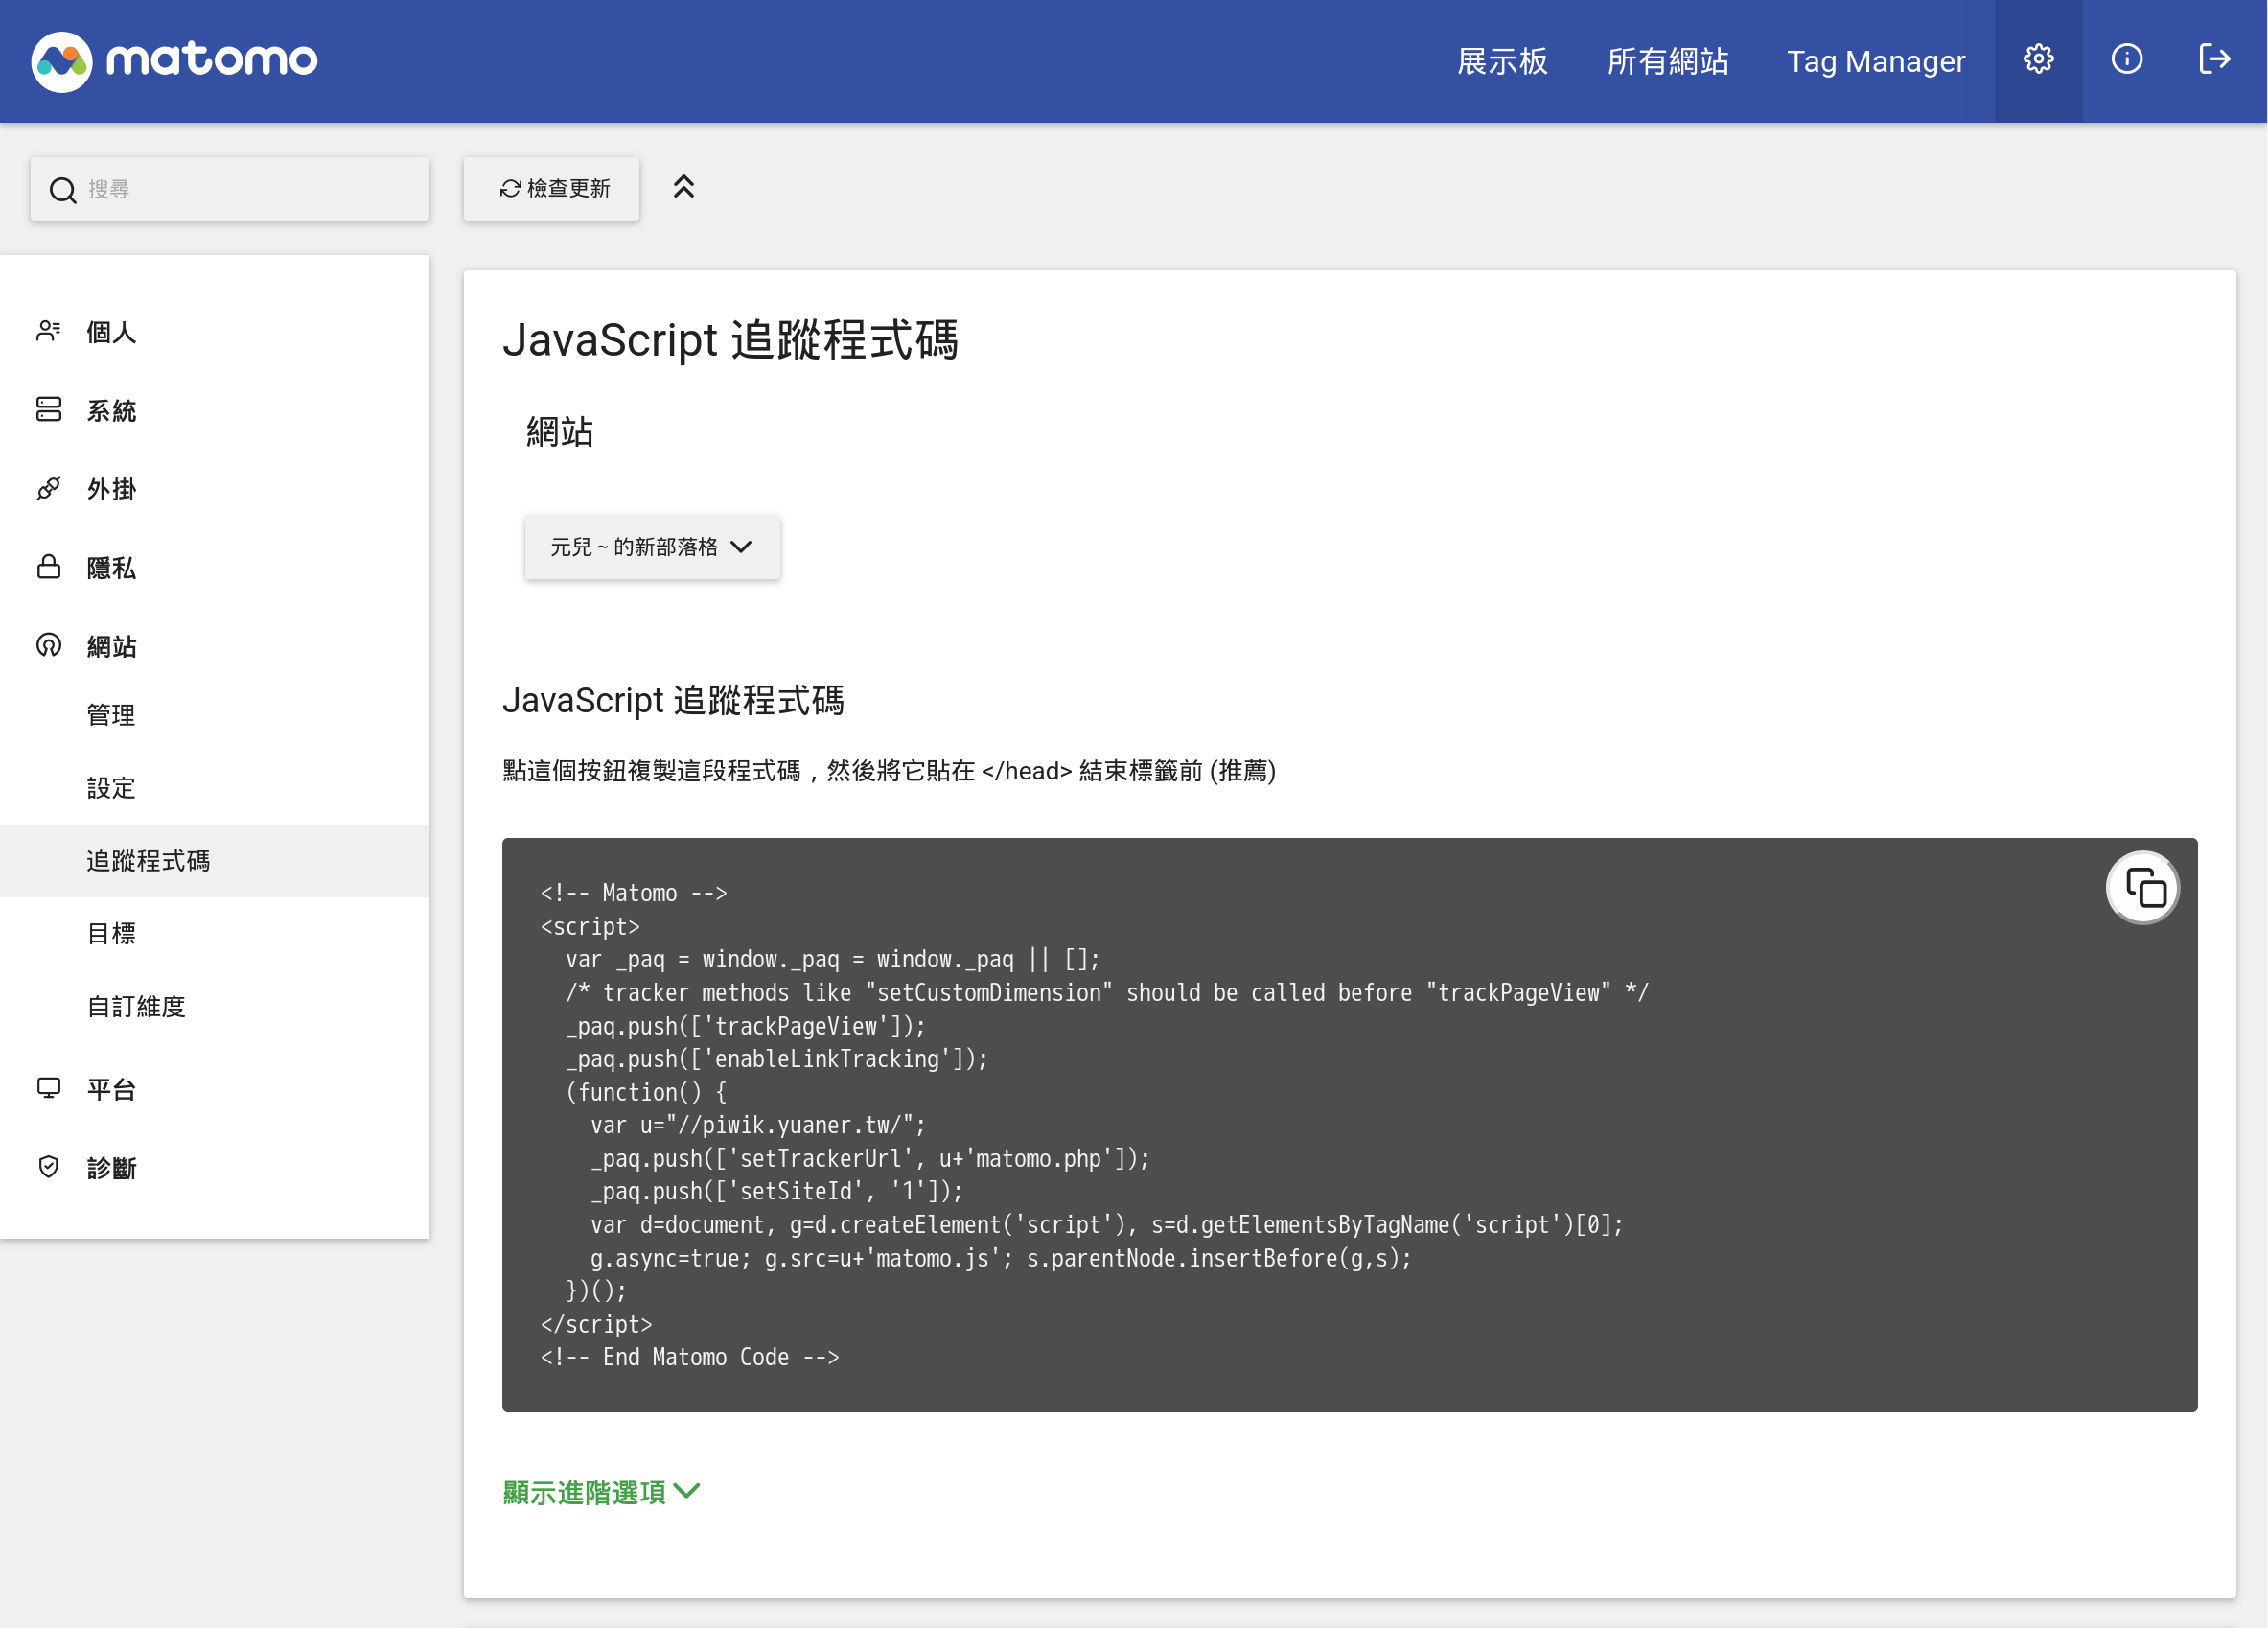 matomo
展示板
所有網站
Tag Manager
搜尋
檢查更新
個人
系統
外掛
隱私
網站
管理
設定
追蹤程式碼
目標
自訂維度
平台
診斷
JavaScript 追蹤程式碼
網站
元兒 ~ 的新部落格
JavaScript 追蹤程式碼
點這個按鈕複製這段程式碼，然後將它貼在 </head> 結束標籤前 (推薦)
<!-- Matomo -->
<script>
  var _paq = window._paq = window._paq || [];
  /* tracker methods like "setCustomDimension" should be called before "trackPageView" */
  _paq.push(['trackPageView']);
  _paq.push(['enableLinkTracking']);
  (function() {
    var u="//piwik.yuaner.tw/";
    _paq.push(['setTrackerUrl', u+'matomo.php']);
    _paq.push(['setSiteId', '1']);
    var d=document, g=d.createElement('script'), s=d.getElementsByTagName('script')[0];
    g.async=true; g.src=u+'matomo.js'; s.parentNode.insertBefore(g,s);
  })();
</script>
<!-- End Matomo Code -->
顯示進階選項